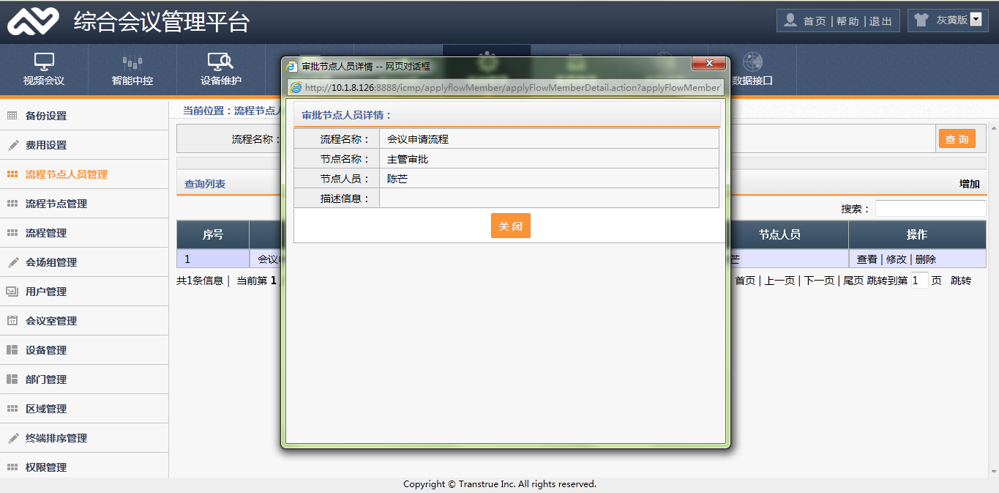 综合会议管理平台
首页 | 帮助 | 退出
灰黄版
视频会议
智能中控
设备维护
数据接口
备份设置
费用设置
流程节点人员管理
流程节点管理
流程管理
会场组管理
用户管理
会议室管理
设备管理
部门管理
区域管理
终端排序管理
权限管理
当前位置：流程节点人
流程名称：
查 询
查询列表
增加
搜索：
序号
节点人员
操作
1
会议
芒
查看 | 修改 | 删除
共1条信息 | 当前第 1
首页 | 上一页 | 下一页 | 尾页 跳转到第 1 页 跳转
审批节点人员详情 -- 网页对话框
http://10.1.8.126:8888/icmp/applyflowMember/applyFlowMemberDetail.action?applyFlowMember
审批节点人员详情：
流程名称： 会议申请流程
节点名称： 主管审批
节点人员： 陈芒
描述信息：
关 闭
Copyright © Transtrue Inc. All rights reserved.